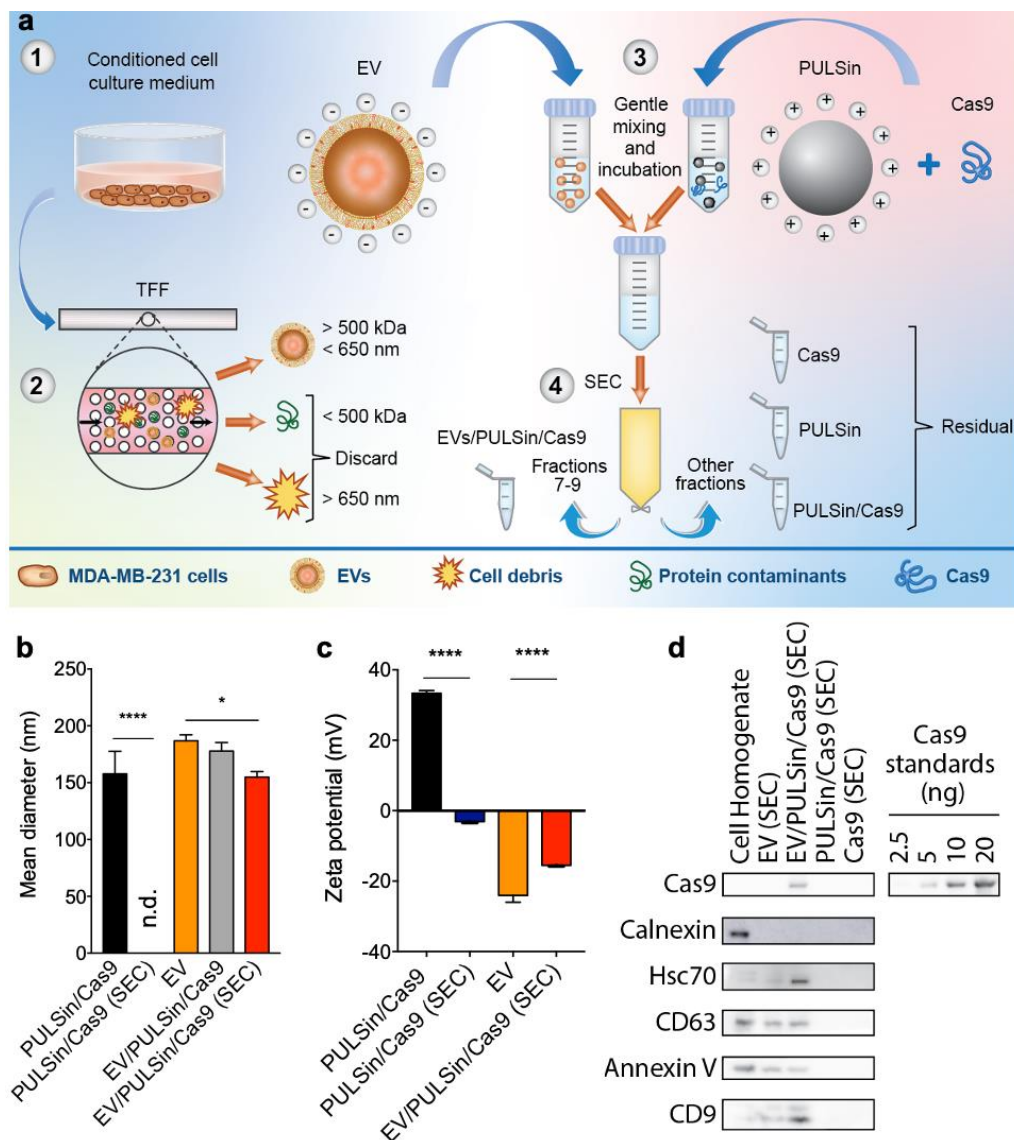 a
1
Conditioned cell
culture medium
EV
3
Gentle
mixing
and
incubation
PULSin
Cas9
+
TFF
2
> 500 kDa
< 650 nm
< 500 kDa
Discard
> 650 nm
4
SEC
EVs/PULSin/Cas9
Fractions
7-9
Other
fractions
Cas9
PULSin
PULSin/Cas9
Residual
MDA-MB-231 cells
EVs
Cell debris
Protein contaminants
Cas9
b
Mean diameter (nm)
250
200
150
100
50
0
****
*
n.d.
PULSin/Cas9
PULSin/Cas9 (SEC)
EV
EV/PULSin/Cas9
EV/PULSin/Cas9 (SEC)
c
Zeta potential (mV)
40
20
0
-20
-40
****
****
PULSin/Cas9
PULSin/Cas9 (SEC)
EV
EV/PULSin/Cas9 (SEC)
d
Cell Homogenate
EV (SEC)
EV/PULSin/Cas9 (SEC)
PULSin/Cas9 (SEC)
Cas9 (SEC)
Cas9
standards
(ng)
2.5
5
10
20
Cas9
Calnexin
Hsc70
CD63
Annexin V
CD9